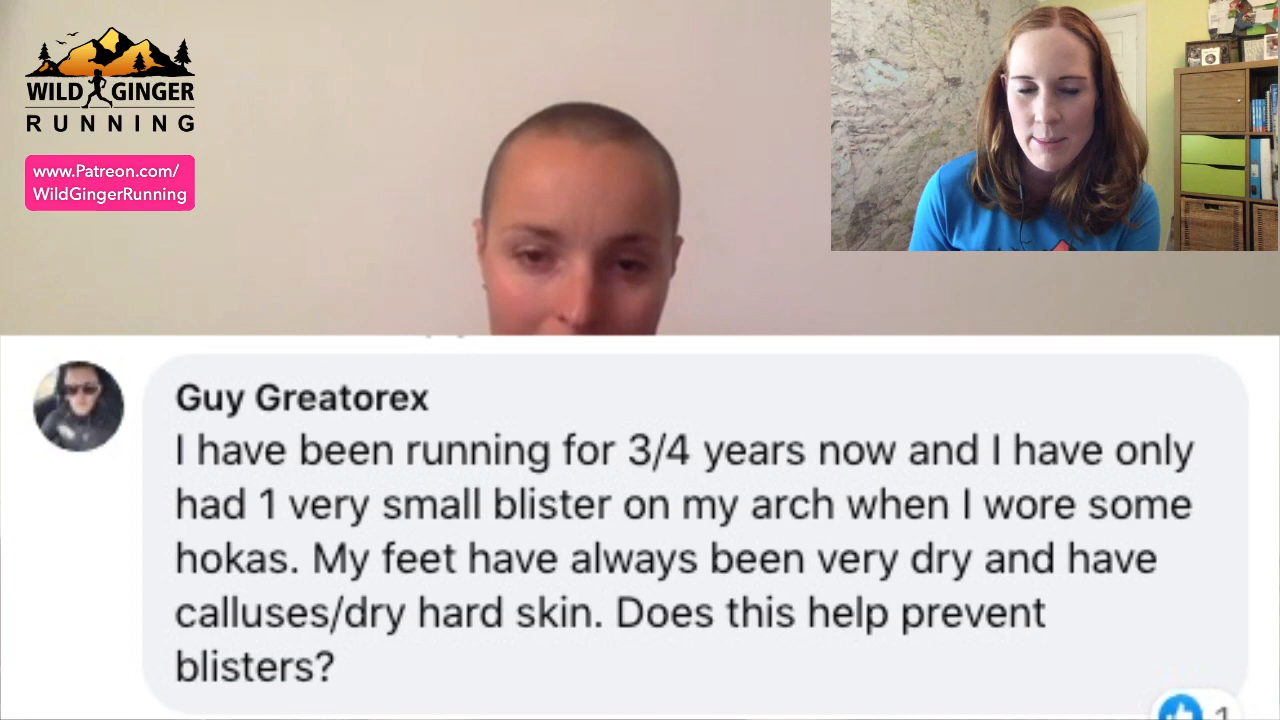 WILD GINGER
RUNNING
www.Patreon.com/
WildGingerRunning
Guy Greatorex
I have been running for 3/4 years now and I have only
had 1 very small blister on my arch when I wore some
hokas. My feet have always been very dry and have
calluses/dry hard skin. Does this help prevent
blisters?
1